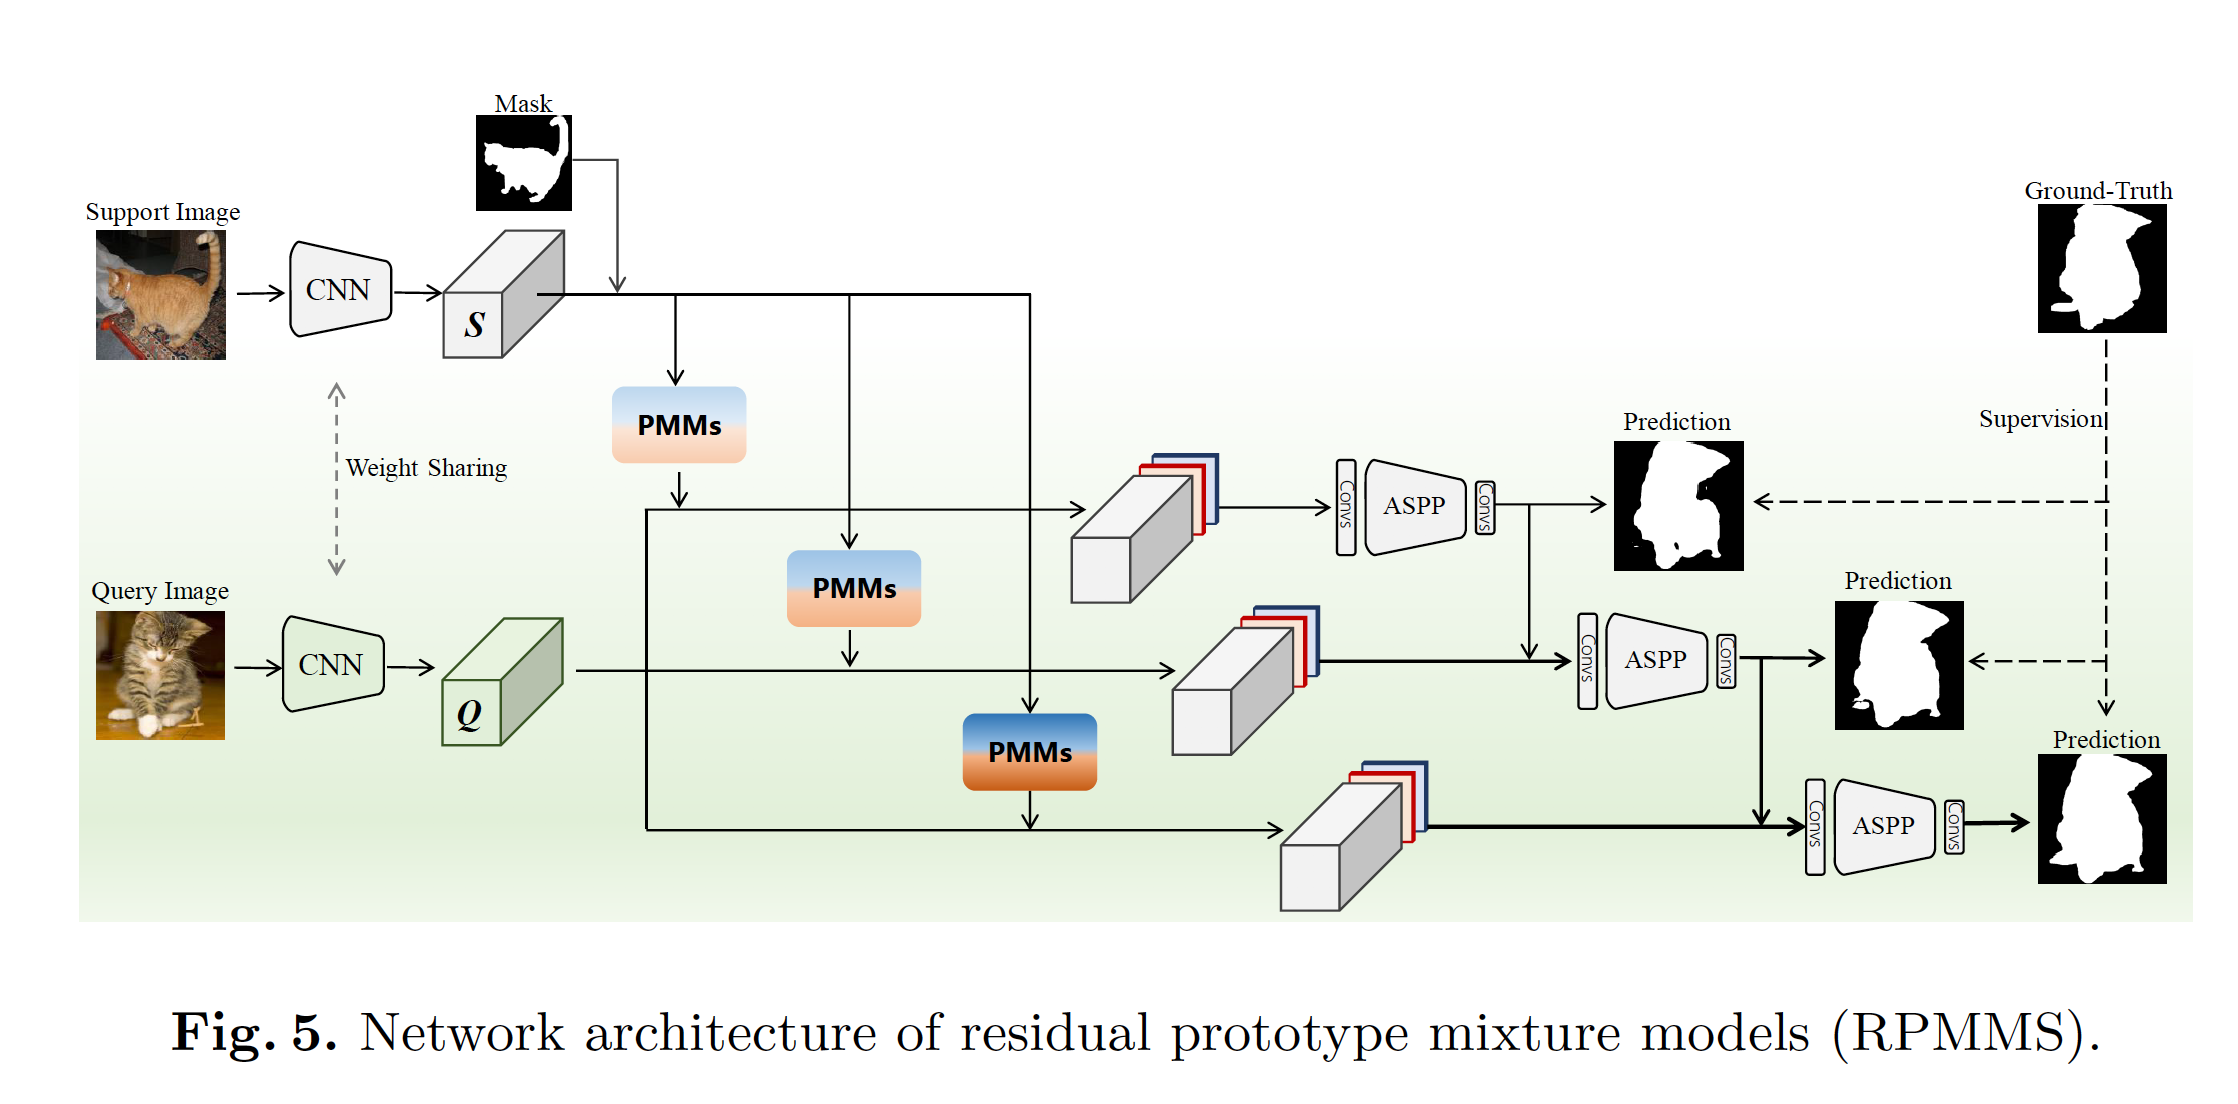 Mask
Support Image
Ground-Truth
CNN
S
PMMs
Prediction
Supervision
Weight Sharing
Convs
ASPP
Convs
Query Image
PMMs
Prediction
CNN
Q
Convs
ASPP
Convs
PMMs
Prediction
Convs
ASPP
Convs
Fig. 5. Network architecture of residual prototype mixture models (RPMMS).